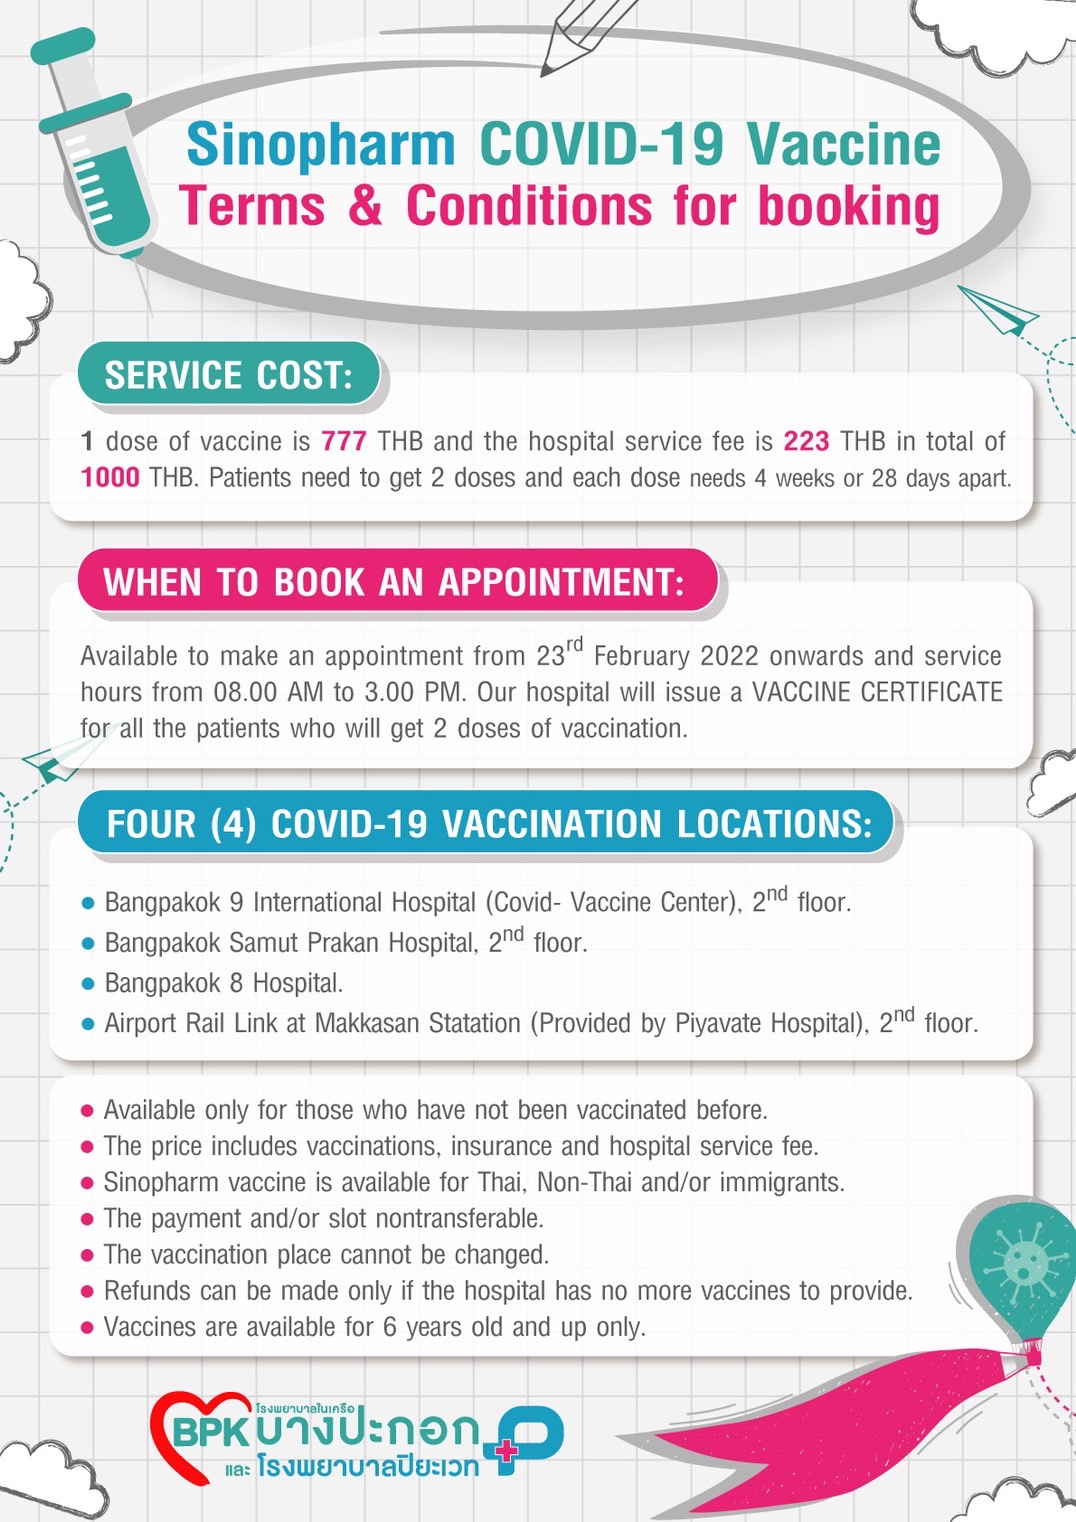 Sinopharm COVID-19 Vaccine
Terms & Conditions for booking
SERVICE COST:
1 dose of vaccine is 777 THB and the hospital service fee is 223 THB in total of
1000 THB. Patients need to get 2 doses and each dose needs 4 weeks or 28 days apart.
WHEN TO BOOK AN APPOINTMENT:
Available to make an appointment from 23rd February 2022 onwards and service
hours from 08.00 AM to 3.00 PM. Our hospital will issue a VACCINE CERTIFICATE
for all the patients who will get 2 doses of vaccination.
FOUR (4) COVID-19 VACCINATION LOCATIONS:
• Bangpakok 9 International Hospital (Covid- Vaccine Center), 2nd floor.
• Bangpakok Samut Prakan Hospital, 2nd floor.
• Bangpakok 8 Hospital.
• Airport Rail Link at Makkasan Statation (Provided by Piyavate Hospital), 2nd floor.
• Available only for those who have not been vaccinated before.
• The price includes vaccinations, insurance and hospital service fee.
• Sinopharm vaccine is available for Thai, Non-Thai and/or immigrants.
• The payment and/or slot nontransferable.
• The vaccination place cannot be changed.
• Refunds can be made only if the hospital has no more vaccines to provide.
• Vaccines are available for 6 years old and up only.
โรงพยาบาลในเครือ
BPK บางปะกอก
และ โรงพยาบาลปิยะเวท